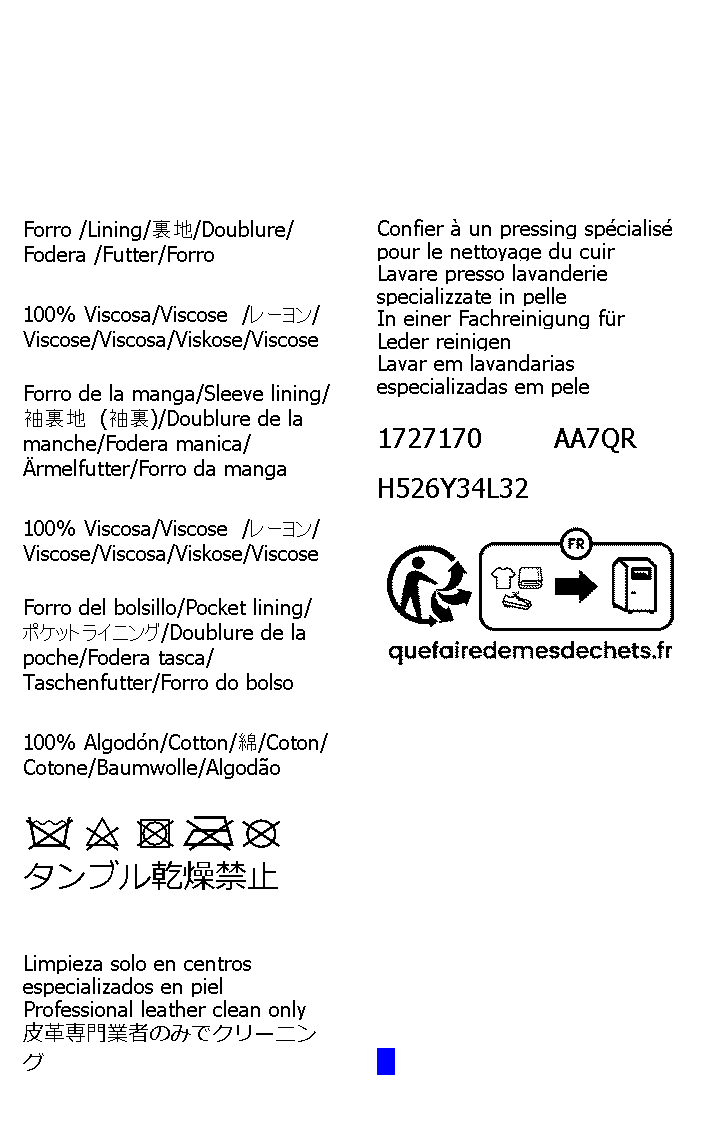 Forro /Lining/裏地/Doublure/
Fodera /Futter/Forro
100% Viscosa/Viscose /レーヨン/
Viscose/Viscosa/Viskose/Viscose
Forro de la manga/Sleeve lining/
袖裏地 (袖裏)/Doublure de la
manche/Fodera manica/
Ärmelfutter/Forro da manga
100% Viscosa/Viscose /レーヨン/
Viscose/Viscosa/Viskose/Viscose
Forro del bolsillo/Pocket lining/
ポケットライニング/Doublure de la
poche/Fodera tasca/
Taschenfutter/Forro do bolso
100% Algodón/Cotton/綿/Coton/
Cotone/Baumwolle/Algodão
タンブル乾燥禁止
Limpieza solo en centros
especializados en piel
Professional leather clean only
皮革専門業者のみでクリーニン
グ
Confier à un pressing spécialisé
pour le nettoyage du cuir
Lavare presso lavanderie
specializzate in pelle
In einer Fachreinigung für
Leder reinigen
Lavar em lavandarias
especializadas em pele
1727170 AA7QR
H526Y34L32
FR
quefairedemesdechets.fr